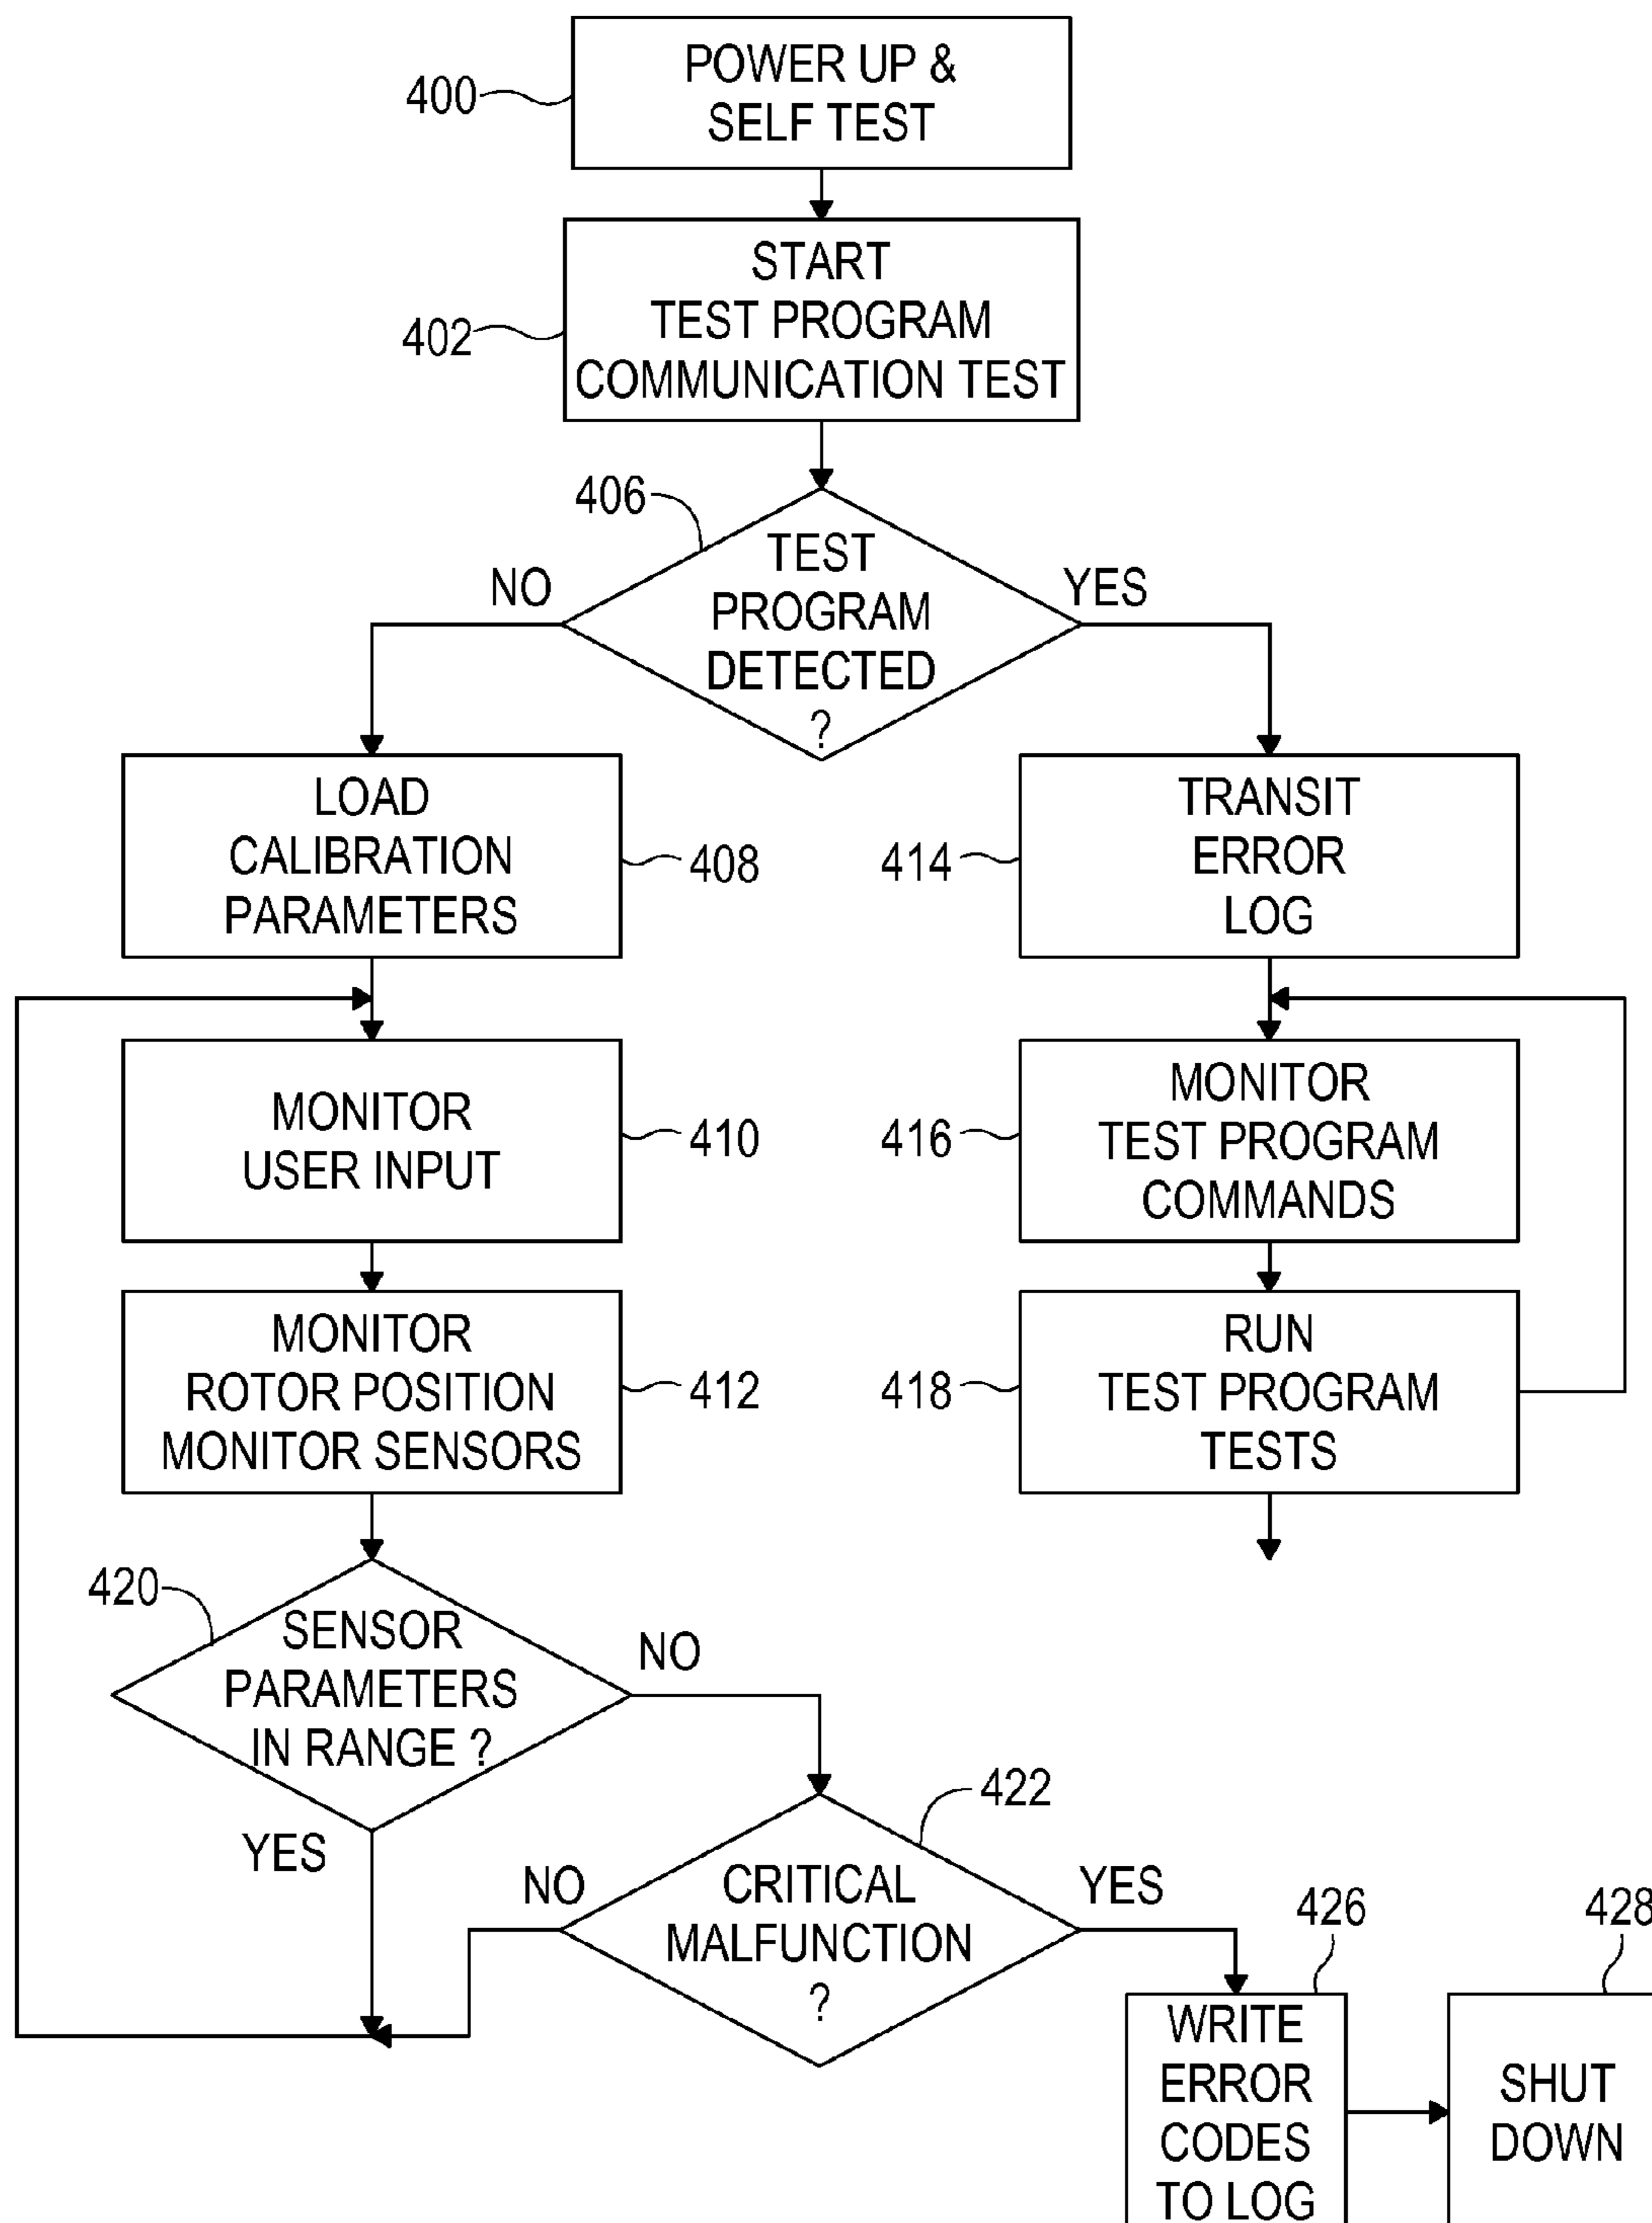 POWER UP &
SELF TEST
400
START
TEST PROGRAM
COMMUNICATION TEST
402
406
TEST
PROGRAM
DETECTED
?
NO
YES
LOAD
CALIBRATION
PARAMETERS
408
414
TRANSIT
ERROR
LOG
MONITOR
USER INPUT
410
416
MONITOR
TEST PROGRAM
COMMANDS
MONITOR
ROTOR POSITION
MONITOR SENSORS
412
418
RUN
TEST PROGRAM
TESTS
420
SENSOR
PARAMETERS
IN RANGE ?
NO
YES
422
CRITICAL
MALFUNCTION
?
NO
YES
426
WRITE
ERROR
CODES
TO LOG
428
SHUT
DOWN